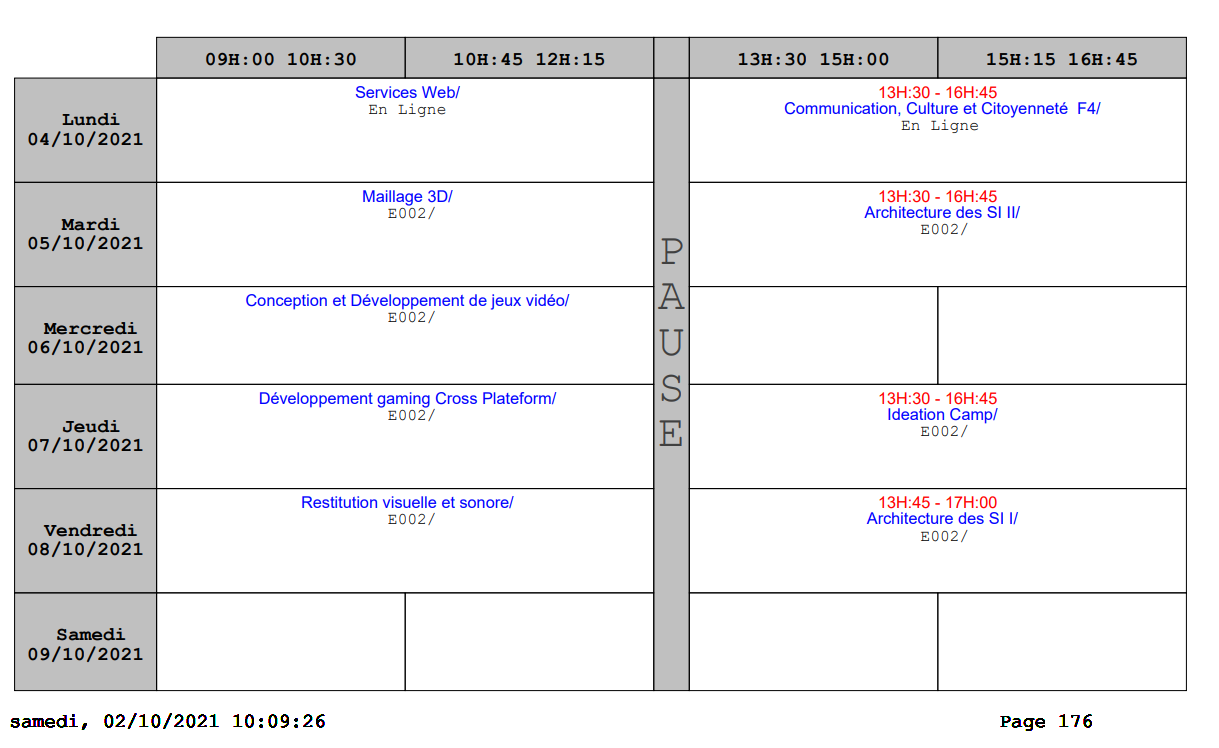 09H:00 10H:30
10H:45 12H:15
13H:30 15H:00
15H:15 16H:45
Lundi
04/10/2021
Services Web/
En Ligne
13H:30 - 16H:45
Communication, Culture et Citoyenneté  F4/
En Ligne
Mardi
05/10/2021
Maillage 3D/
E002/
13H:30 - 16H:45
Architecture des SI II/
E002/
Mercredi
06/10/2021
Conception et Développement de jeux vidéo/
E002/
Jeudi
07/10/2021
Développement gaming Cross Plateform/
E002/
13H:30 - 16H:45
Ideation Camp/
E002/
Vendredi
08/10/2021
Restitution visuelle et sonore/
E002/
13H:45 - 17H:00
Architecture des SI I/
E002/
Samedi
09/10/2021
P
A
U
S
E
samedi, 02/10/2021 10:09:26
Page 176